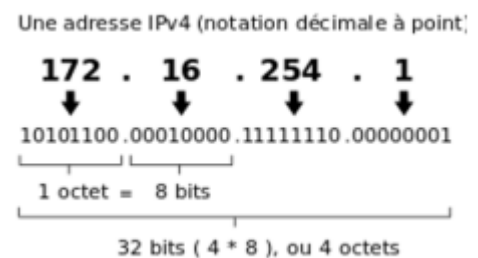 Une adresse IPv4 (notation décimale à point)
172 . 16 . 254 . 1
10101100.00010000.11111110.00000001
1 octet = 8 bits
32 bits ( 4 * 8 ), ou 4 octets